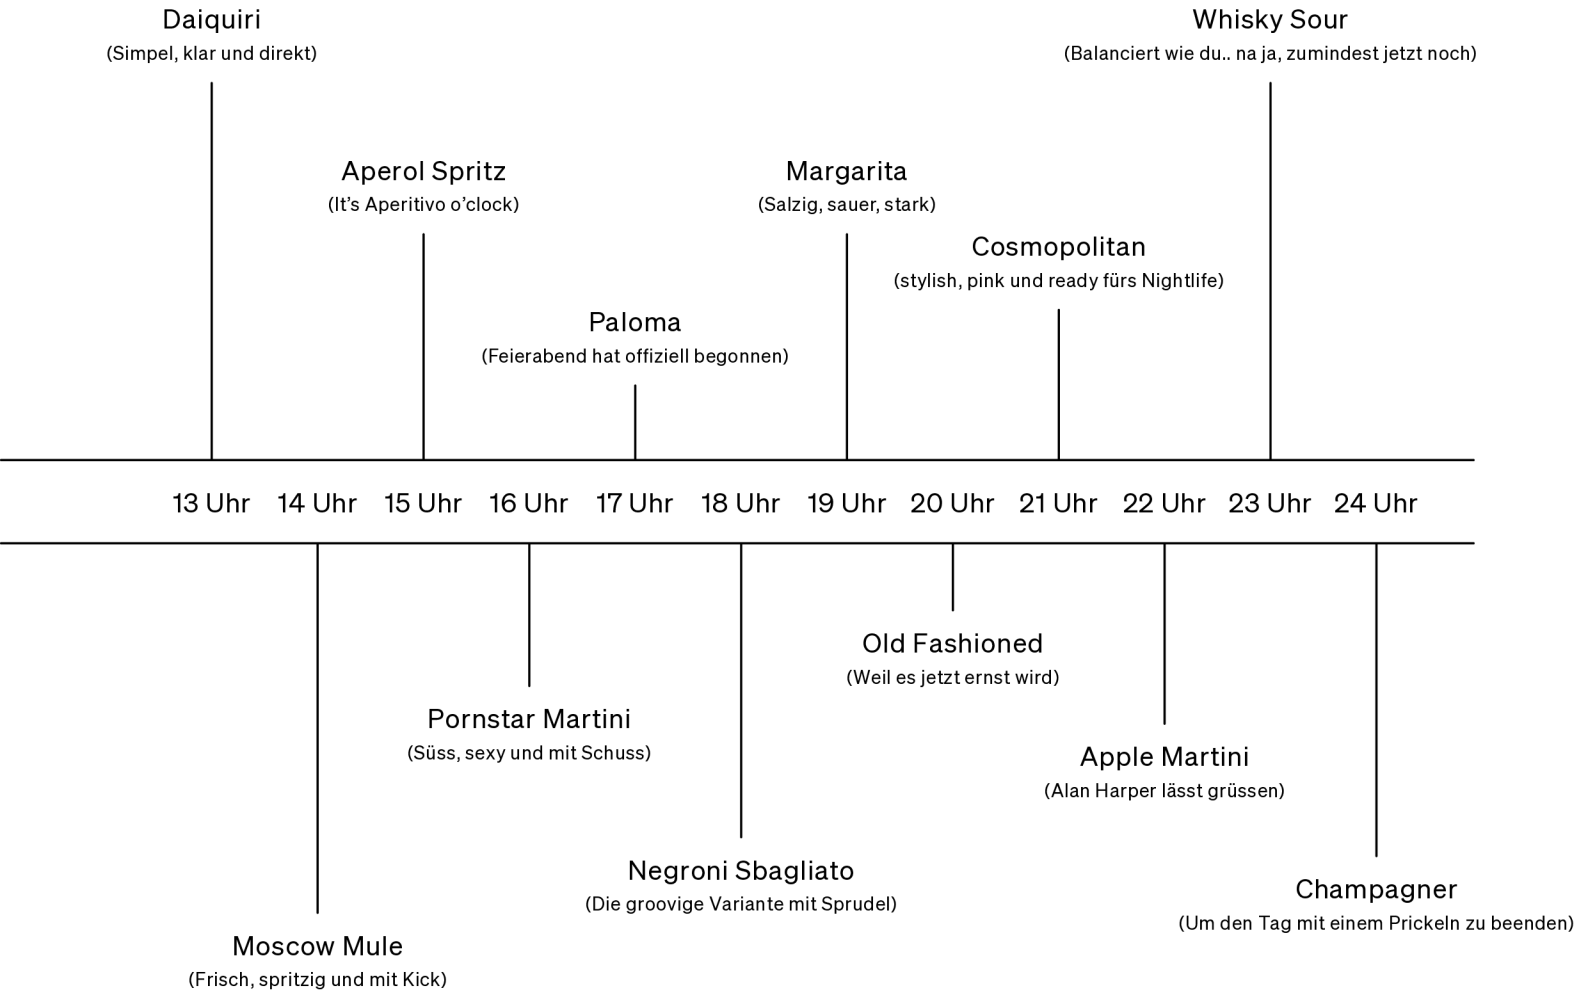 Daiquiri
(Simpel, klar und direkt)
Whisky Sour
(Balanciert wie du.. na ja, zumindest jetzt noch)
Aperol Spritz
(It’s Aperitivo o’clock)
Margarita
(Salzig, sauer, stark)
Cosmopolitan
(stylish, pink und ready fürs Nightlife)
Paloma
(Feierabend hat offiziell begonnen)
13 Uhr 14 Uhr 15 Uhr 16 Uhr 17 Uhr 18 Uhr 19 Uhr 20 Uhr 21 Uhr 22 Uhr 23 Uhr 24 Uhr
Old Fashioned
(Weil es jetzt ernst wird)
Pornstar Martini
(Süss, sexy und mit Schuss)
Apple Martini
(Alan Harper lässt grüssen)
Negroni Sbagliato
(Die groovige Variante mit Sprudel)
Champagner
(Um den Tag mit einem Prickeln zu beenden)
Moscow Mule
(Frisch, spritzig und mit Kick)